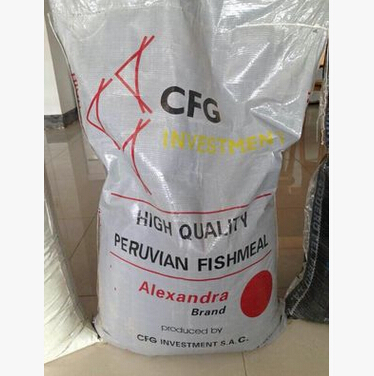 CFG
INVESTMENT
HIGH QUALITY
PERUVIAN FISHMEAL
Alexandra
Brand
produced by
CFG INVESTMENT S.A.C.